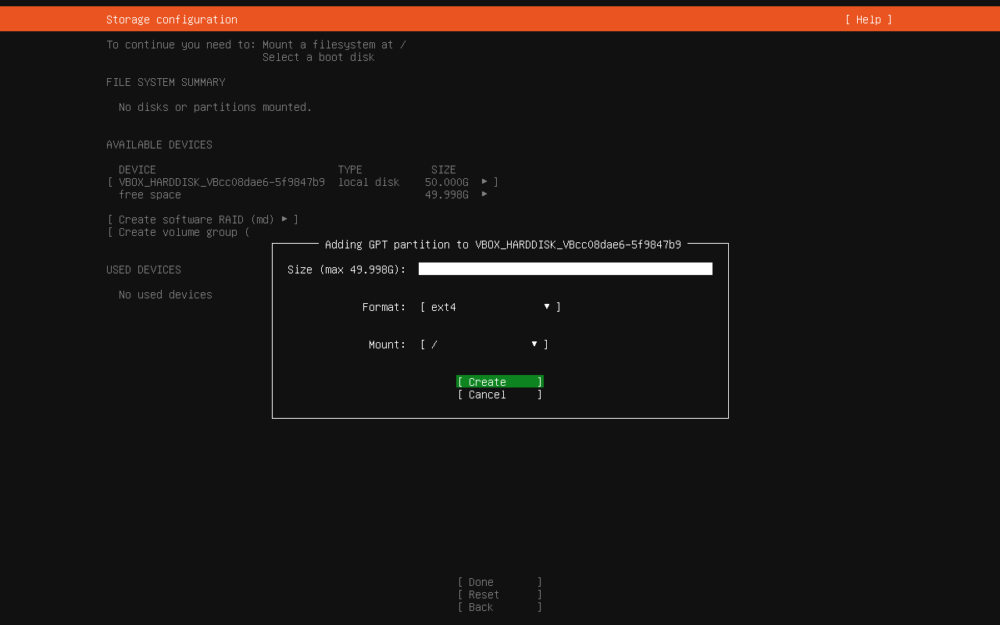 Storage configuration [ Help ]
To continue you need to: Mount a filesystem at /
Select a boot disk
FILE SYSTEM SUMMARY
No disks or partitions mounted.
AVAILABLE DEVICES
DEVICE TYPE SIZE
[ VBOX_HARDDISK_VBcc08dae6-5f9847b9 local disk 50.000G ▸ ]
free space 49.998G ▸
[ Create software RAID (md) ▸ ]
[ Create volume group (
Adding GPT partition to VBOX_HARDDISK_VBcc08dae6-5f9847b9
USED DEVICES
No used devices
Size (max 49.998G):
Format: [ ext4 ▾ ]
Mount: [ / ▾ ]
[ Create ]
[ Cancel ]
[ Done ]
[ Reset ]
[ Back ]